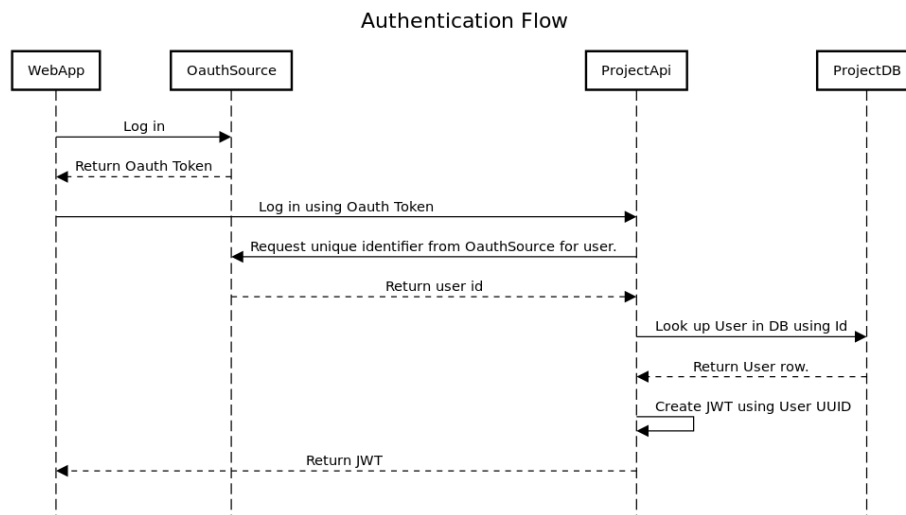 Authentication Flow
WebApp
OauthSource
ProjectApi
ProjectDB
Log in
Return Oauth Token
Log in using Oauth Token
Request unique identifier from OauthSource for user.
Return user id
Look up User in DB using Id
Return User row.
Create JWT using User UUID
Return JWT